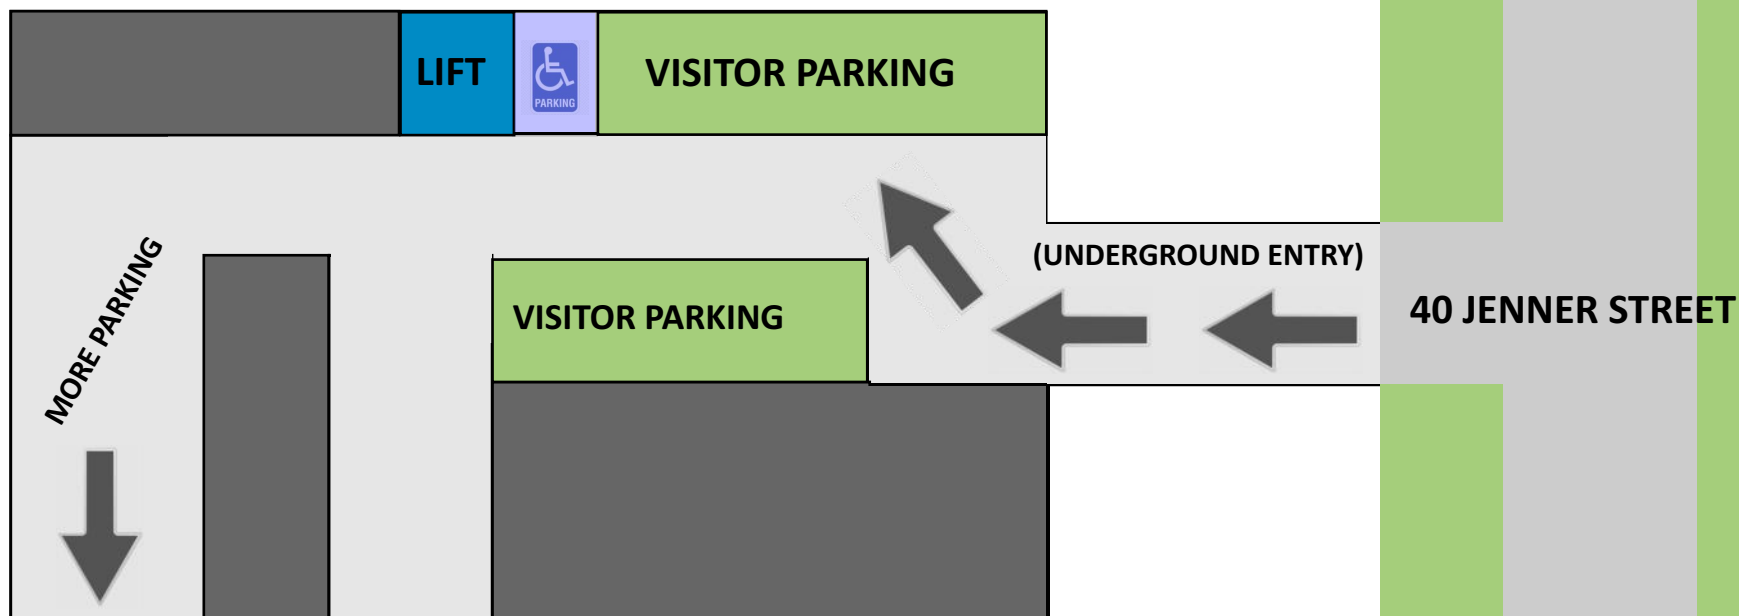 LIFT
PARKING
VISITOR PARKING
(UNDERGROUND ENTRY)
MORE PARKING
VISITOR PARKING
40 JENNER STREET